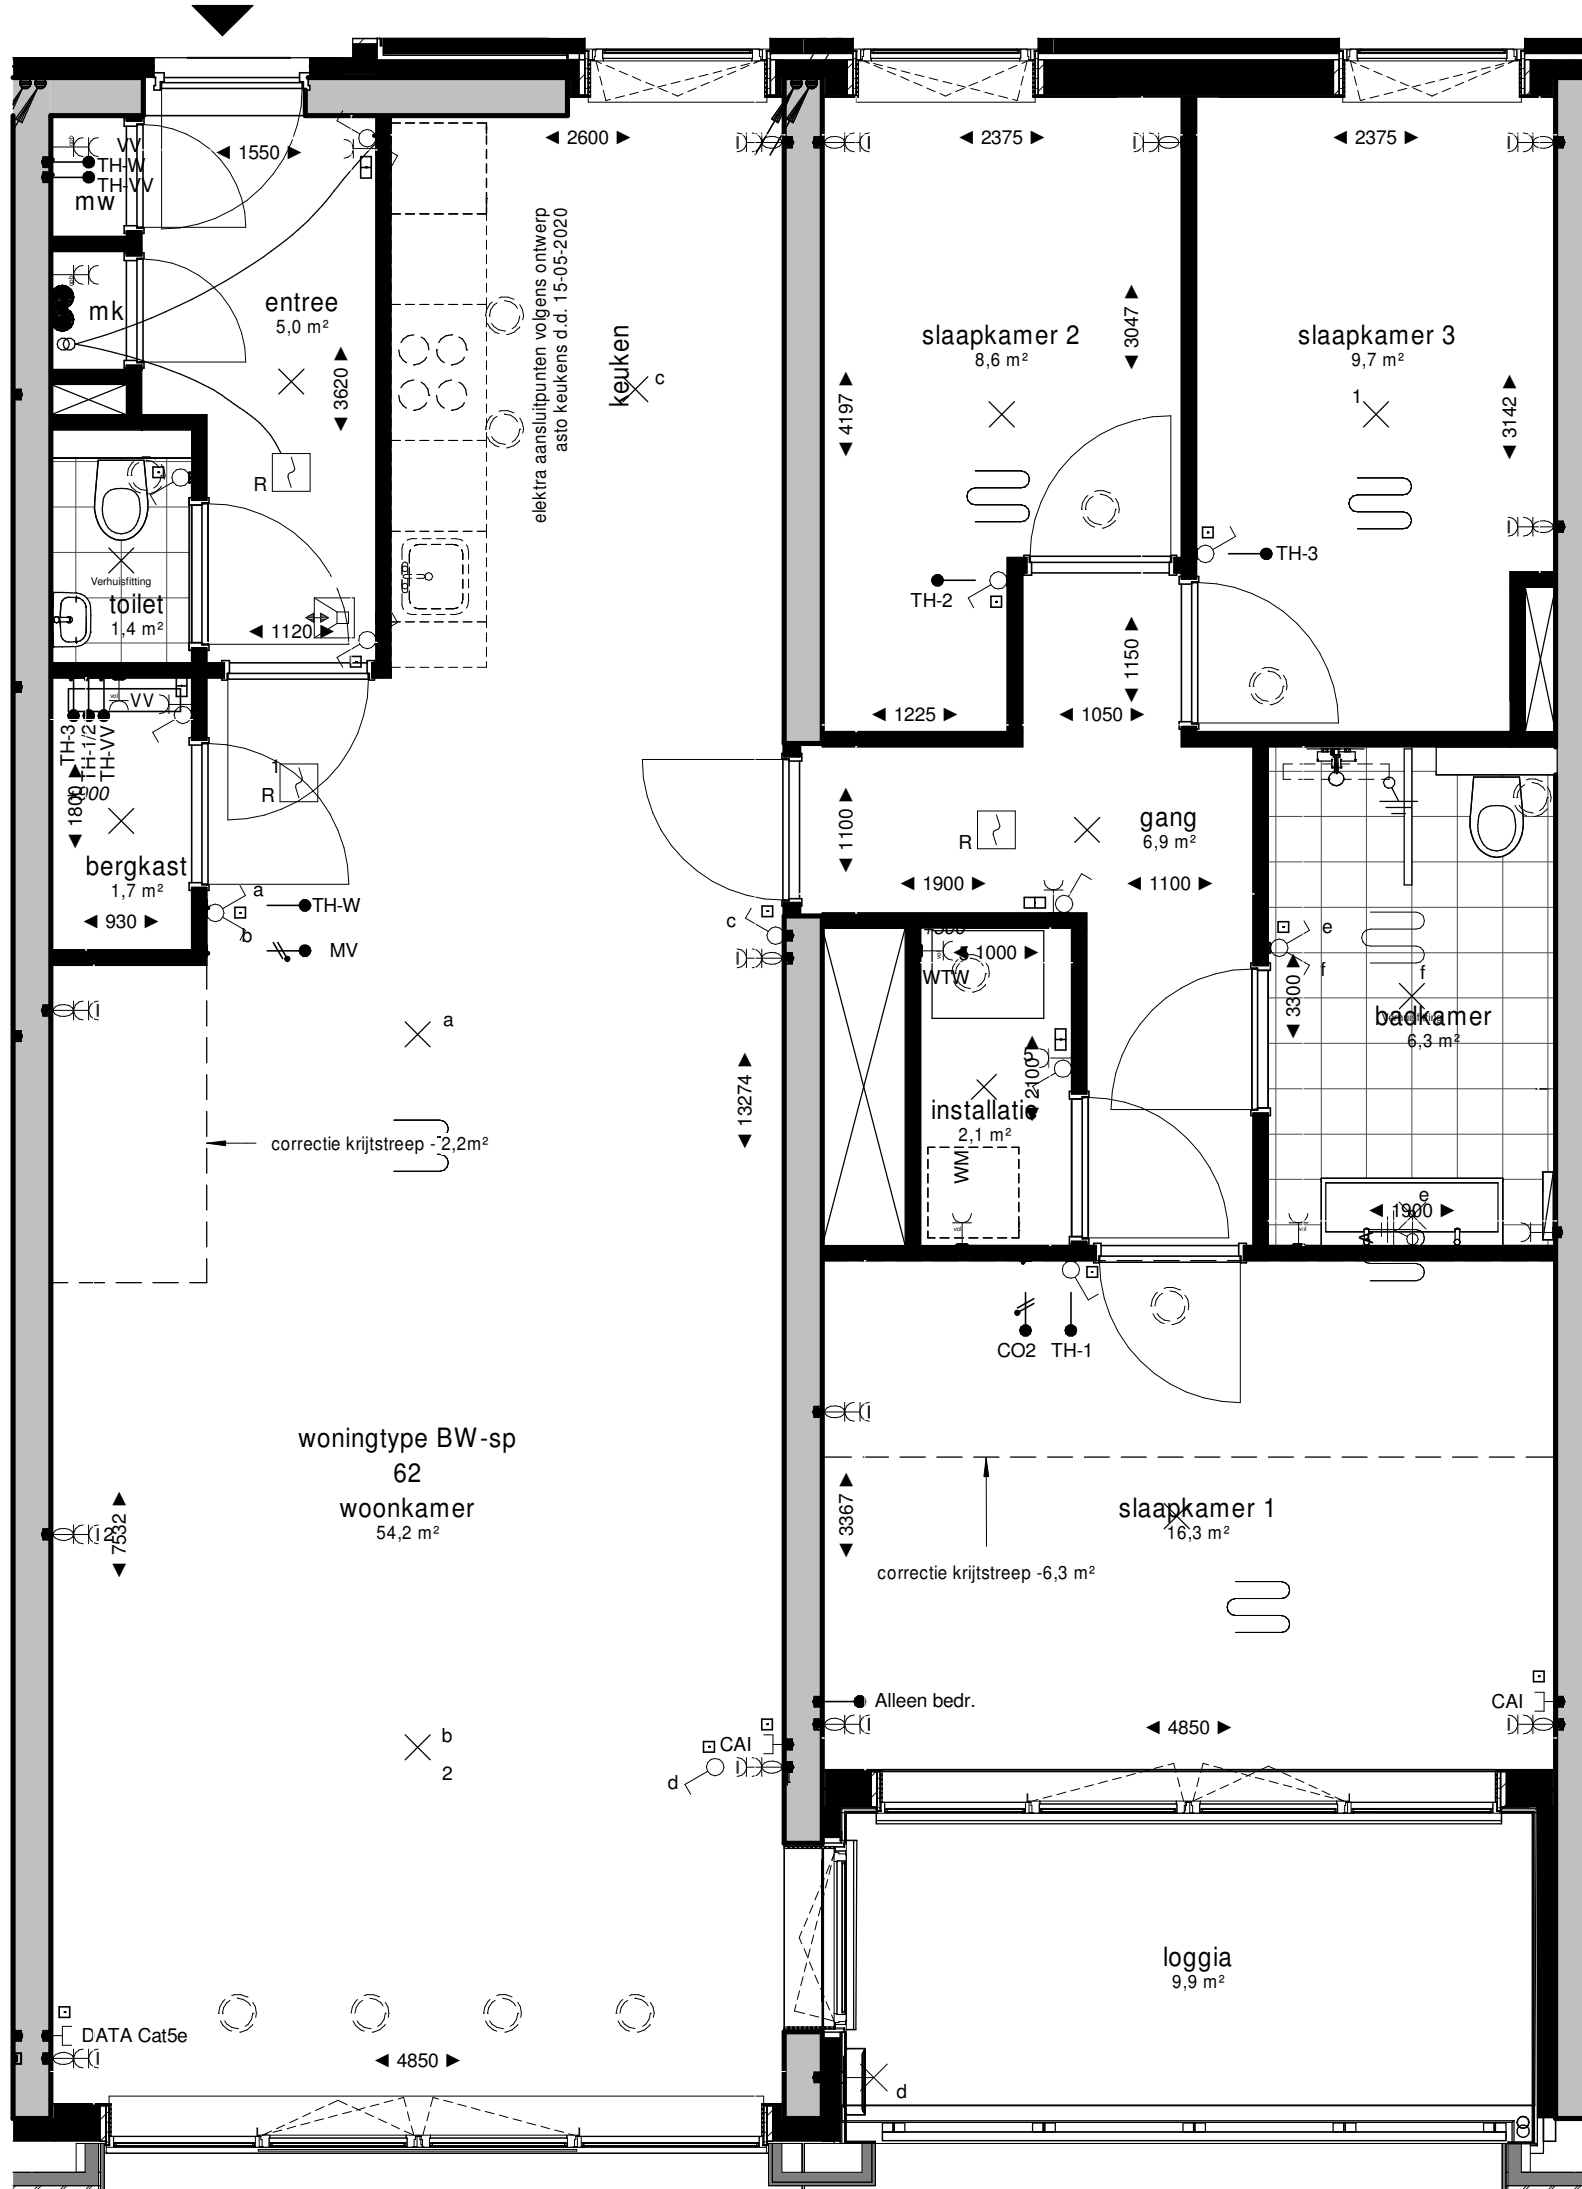 2600
2375
2375
VV
TH-W
TH-VV
mw
1550
mk
entree
5,0 m²
3620
elektra aansluitpunten volgens ontwerp
asto keukens d.d. 15-05-2020
keuken
c
slaapkamer 2
8,6 m²
3047
4197
slaapkamer 3
9,7 m²
1
3142
R
Verhuisfitting
toilet
1,4 m²
1120
TH-2
TH-3
1150
1225
1050
VV
TH-3
TH-1/2
TH-VV
1800
bergkast
1,7 m²
930
1
R
a
b
TH-W
MV
c
1100
R
gang
6,9 m²
1900
1100
1000
WTW
2100
installatie
2,1 m²
WM
e
f
3300
f
badkamer
6,3 m²
e
1900
a
13274
correctie krijtstreep - 2,2m²
CO2
TH-1
woningtype BW-sp
62
woonkamer
54,2 m²
2
7532
3367
slaapkamer 1
16,3 m²
correctie krijtstreep -6,3 m²
Alleen bedr.
CAI
4850
b
2
CAI
d
loggia
9,9 m²
DATA Cat5e
4850
d